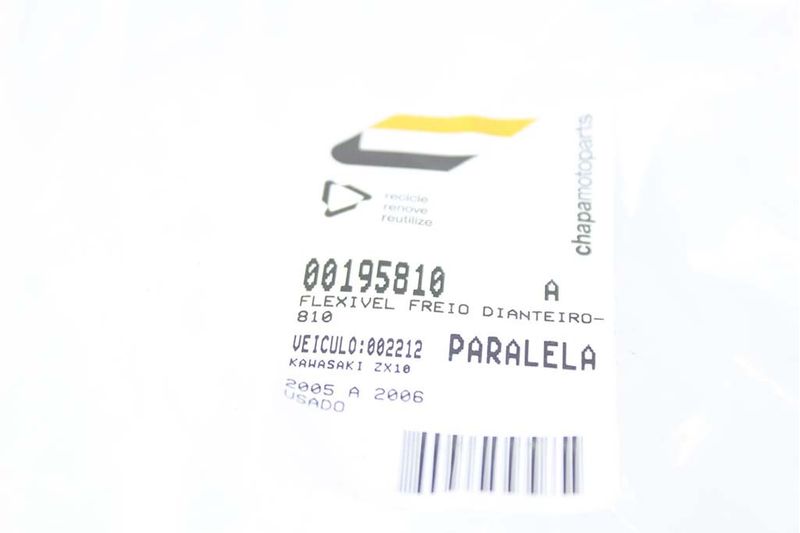 recicle
renove
reutilize
chapamotoparts
00195810 A
FLEXIVEL FREIO DIANTEIRO-
810
VEICULO:002212 PARALELA
KAWASAKI ZX10
2005 A 2006
USADO